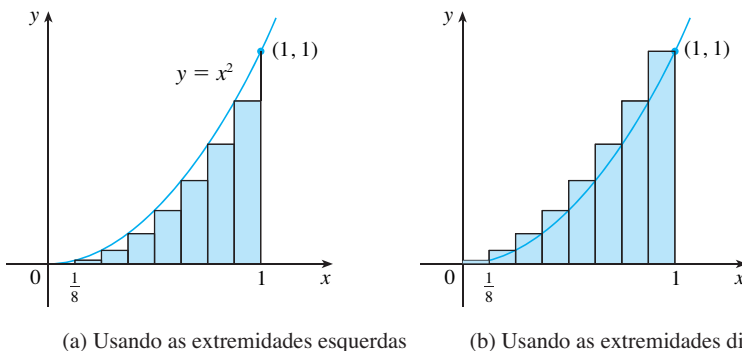 y
y = x²
(1, 1)
0
1/8
1
x
(a) Usando as extremidades esquerdas
y
(1, 1)
0
1/8
1
x
(b) Usando as extremidades di